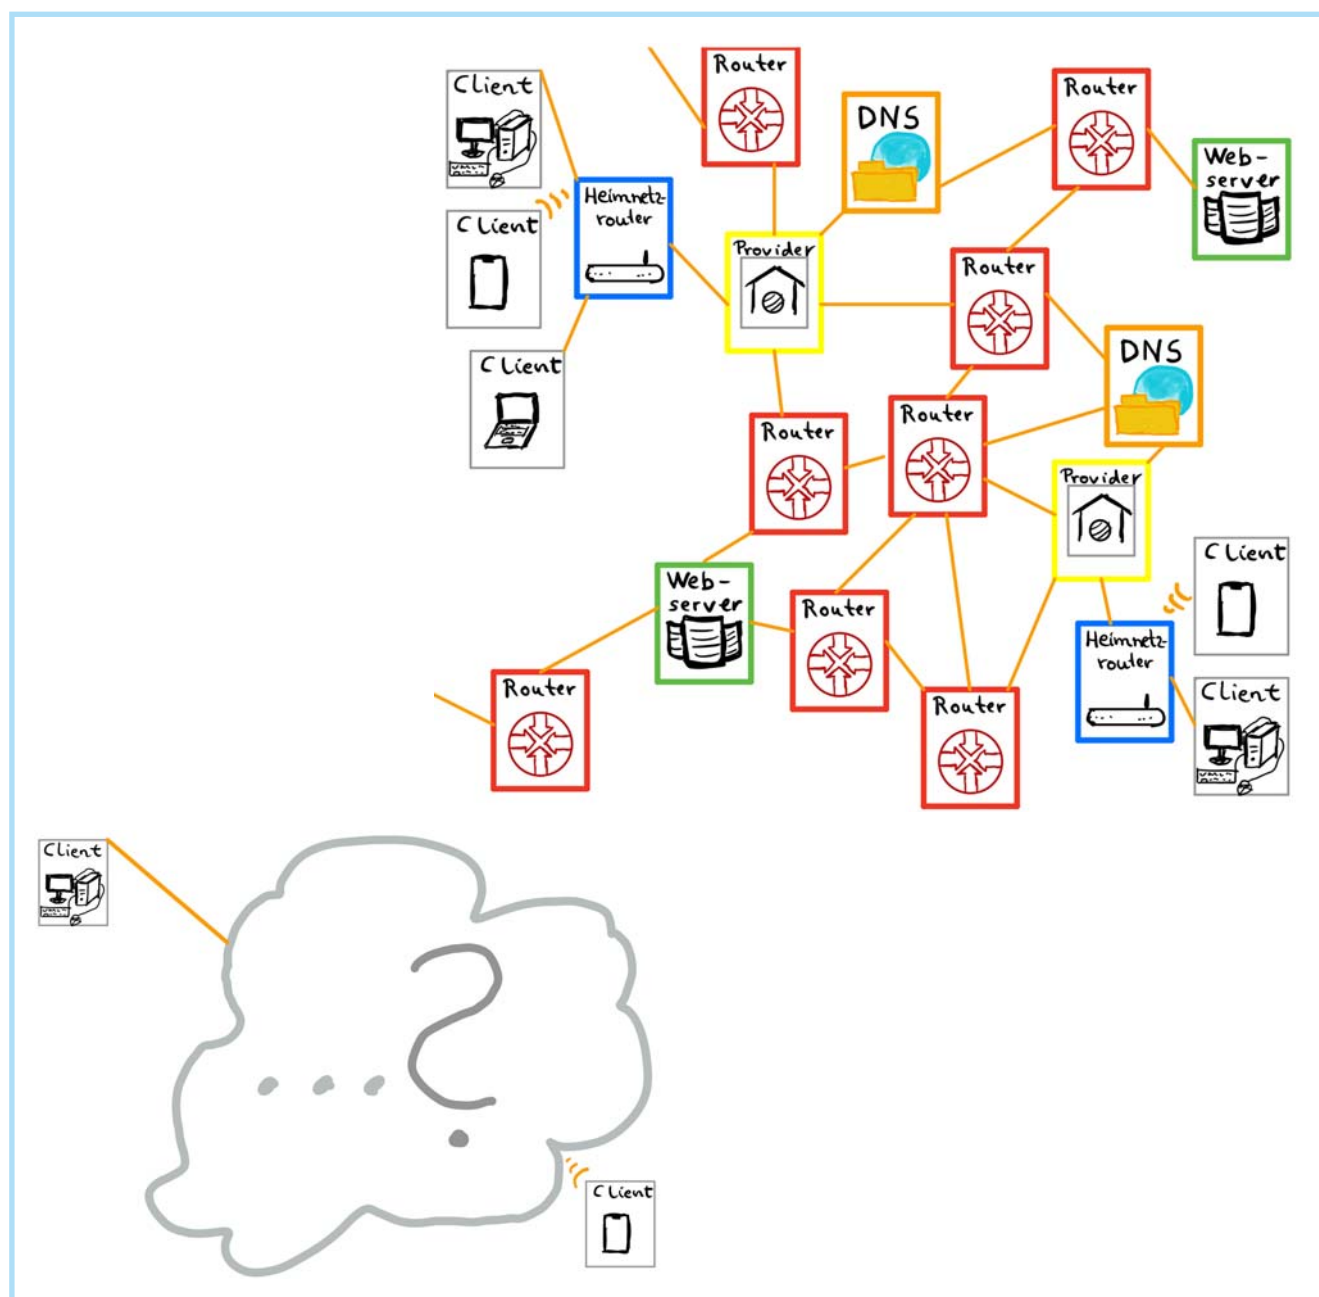 Router
Client
DNS
Router
Web-
server
Heimnetz-
router
Client
Provider
Router
Client
DNS
Router
Router
Provider
Client
Web-
server
Router
Heimnetz-
router
Router
Router
Client
Client
...?
Client